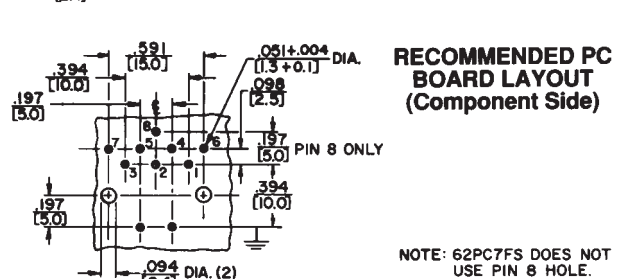 .591
[15.0]
.051+.004 DIA.
[1.3+0.1]
RECOMMENDED PC
BOARD LAYOUT
(Component Side)
.394
[10.0]
.098
[2.5]
.197
[5.0]
8
7 5 4 6
.197
[5.0] PIN 8 ONLY
3 2 1
.394
[10.0]
.197
[5.0]
.094 DIA. (2)
NOTE: 62PC7FS DOES NOT
USE PIN 8 HOLE.